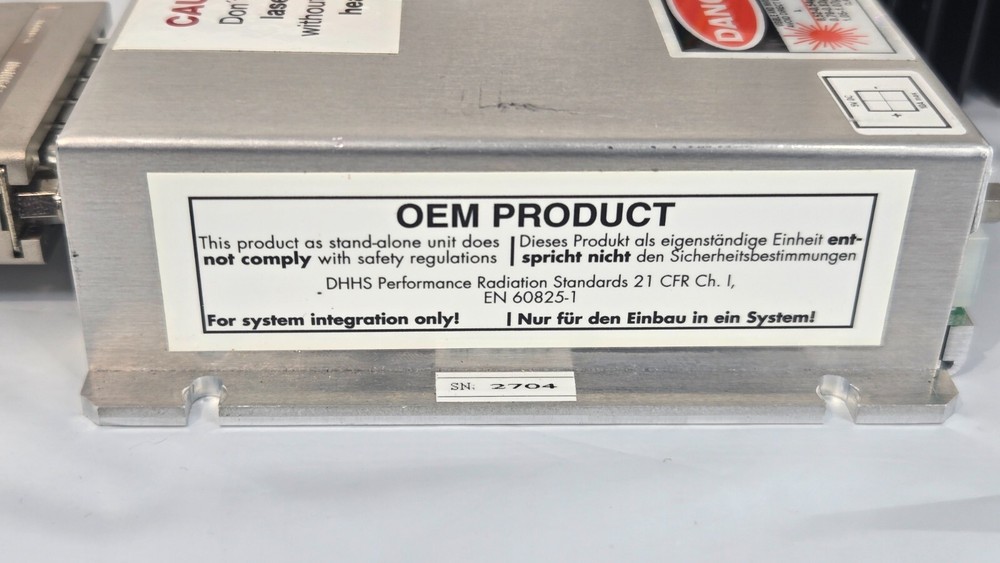 Don'
without
OEM PRODUCT
This product as stand-alone unit does
not comply with safety regulations
Dieses Produkt als eigenständige Einheit ent-
spricht nicht den Sicherheitsbestimmungen
DHHS Performance Radiation Standards 21 CFR Ch. I,
EN 60825-1
For system integration only!
Nur für den Einbau in ein System!
SN: 2704